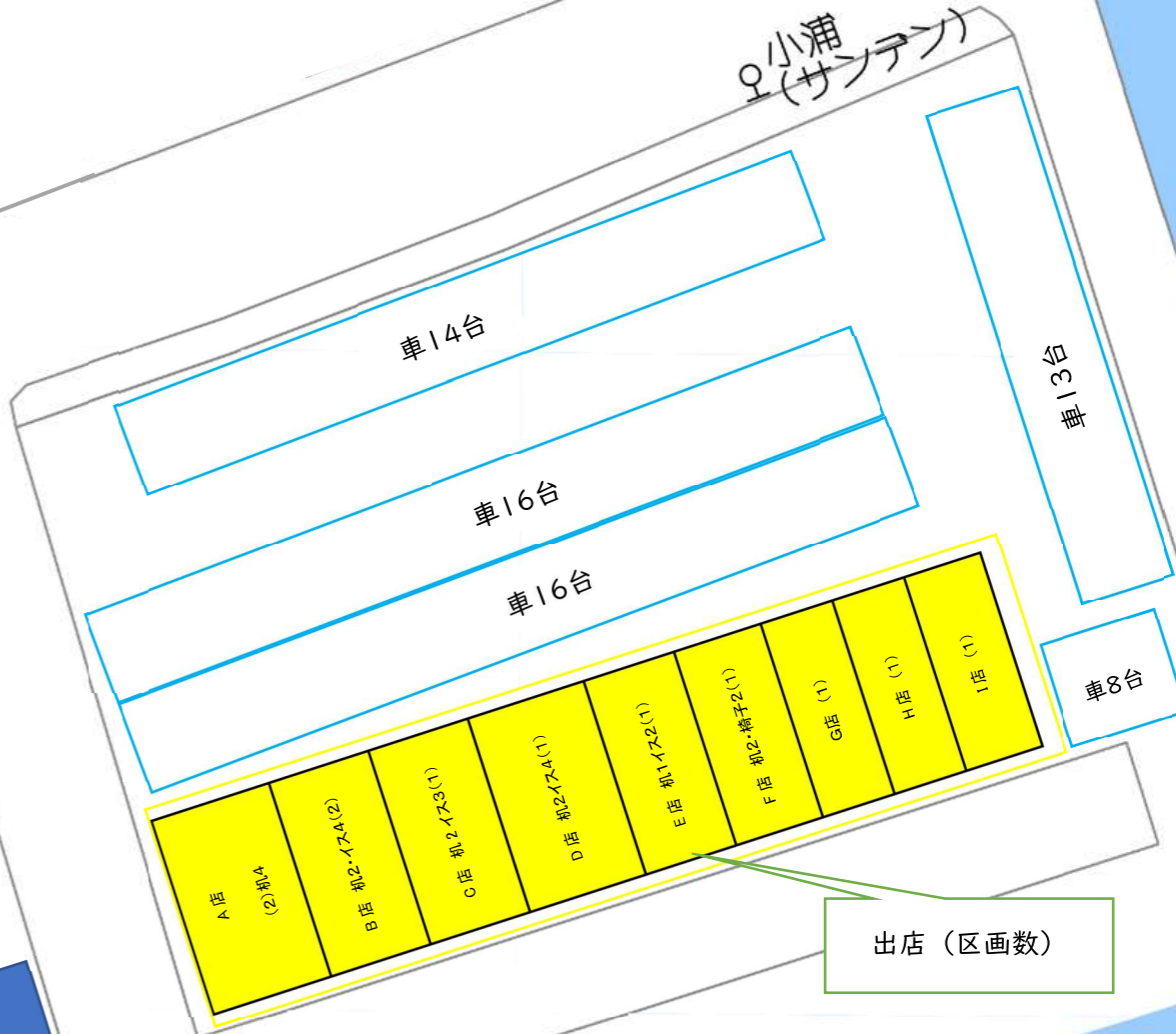 小浦
(サンデン)
車14台
車16台
車16台
車13台
車8台
A店
(2)机4
B店 机2・イス4(2)
C店 机2イス3(1)
D店 机2イス4(1)
E店 机1イス2(1)
F店 机2・椅子2(1)
G店 (1)
H店 (1)
I店 (1)
出店（区画数）